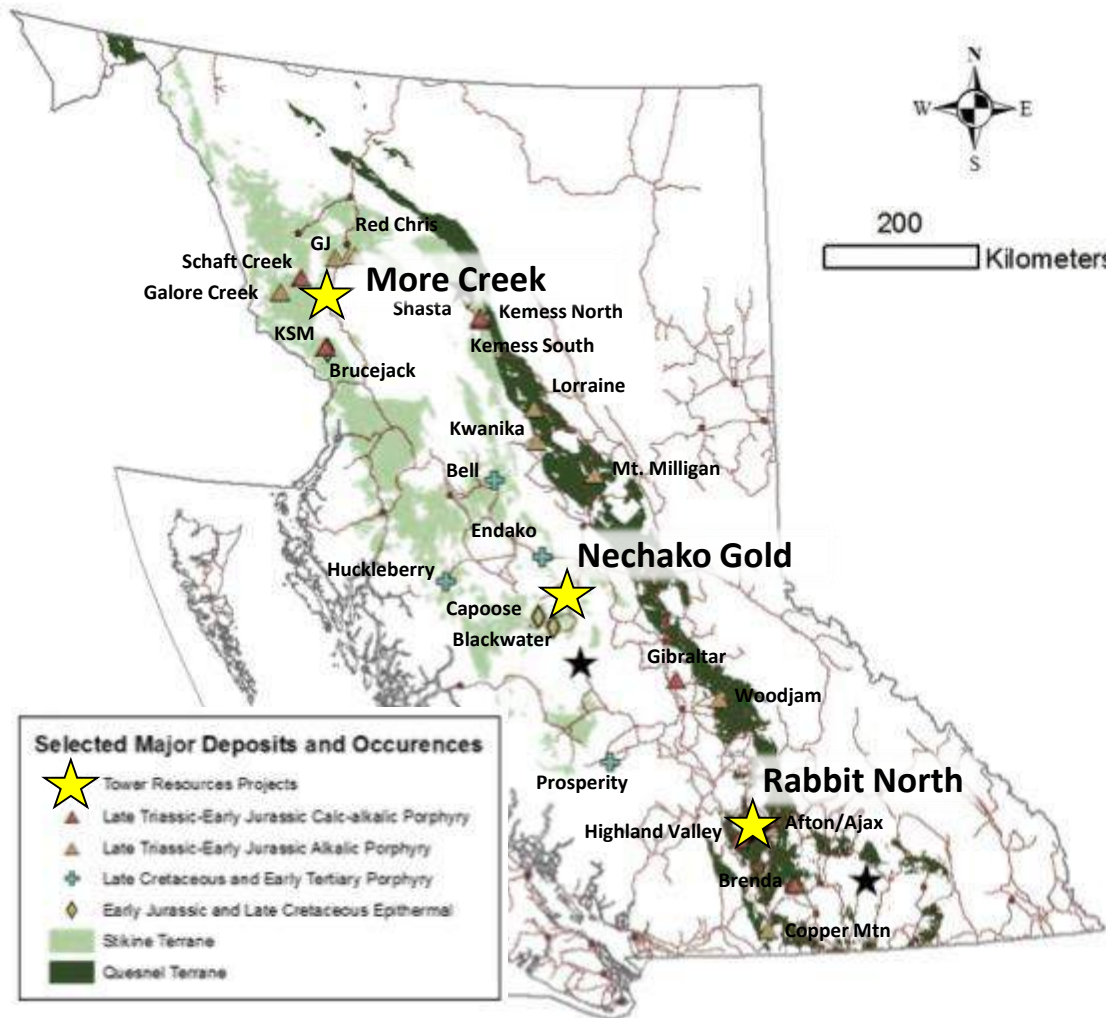 N
W E
S
200
Kilometers
Red Chris
GJ
Schaft Creek
More Creek
Galore Creek
Shasta
Kemess North
KSM
Kemess South
Brucejack
Lorraine
Kwanika
Bell
Mt. Milligan
Endako
Nechako Gold
Huckleberry
Capoose
Blackwater
Gibraltar
Woodjam
Prosperity
Rabbit North
Highland Valley
Afton/Ajax
Brenda
Copper Mtn
Selected Major Deposits and Occurences
Tower Resources Projects
Late Triassic-Early Jurassic Calc-alkalic Porphyry
Late Triassic-Early Jurassic Alkalic Porphyry
Late Cretaceous and Early Tertiary Porphyry
Early Jurassic and Late Cretaceous Epithermal
Stikine Terrane
Quesnel Terrane